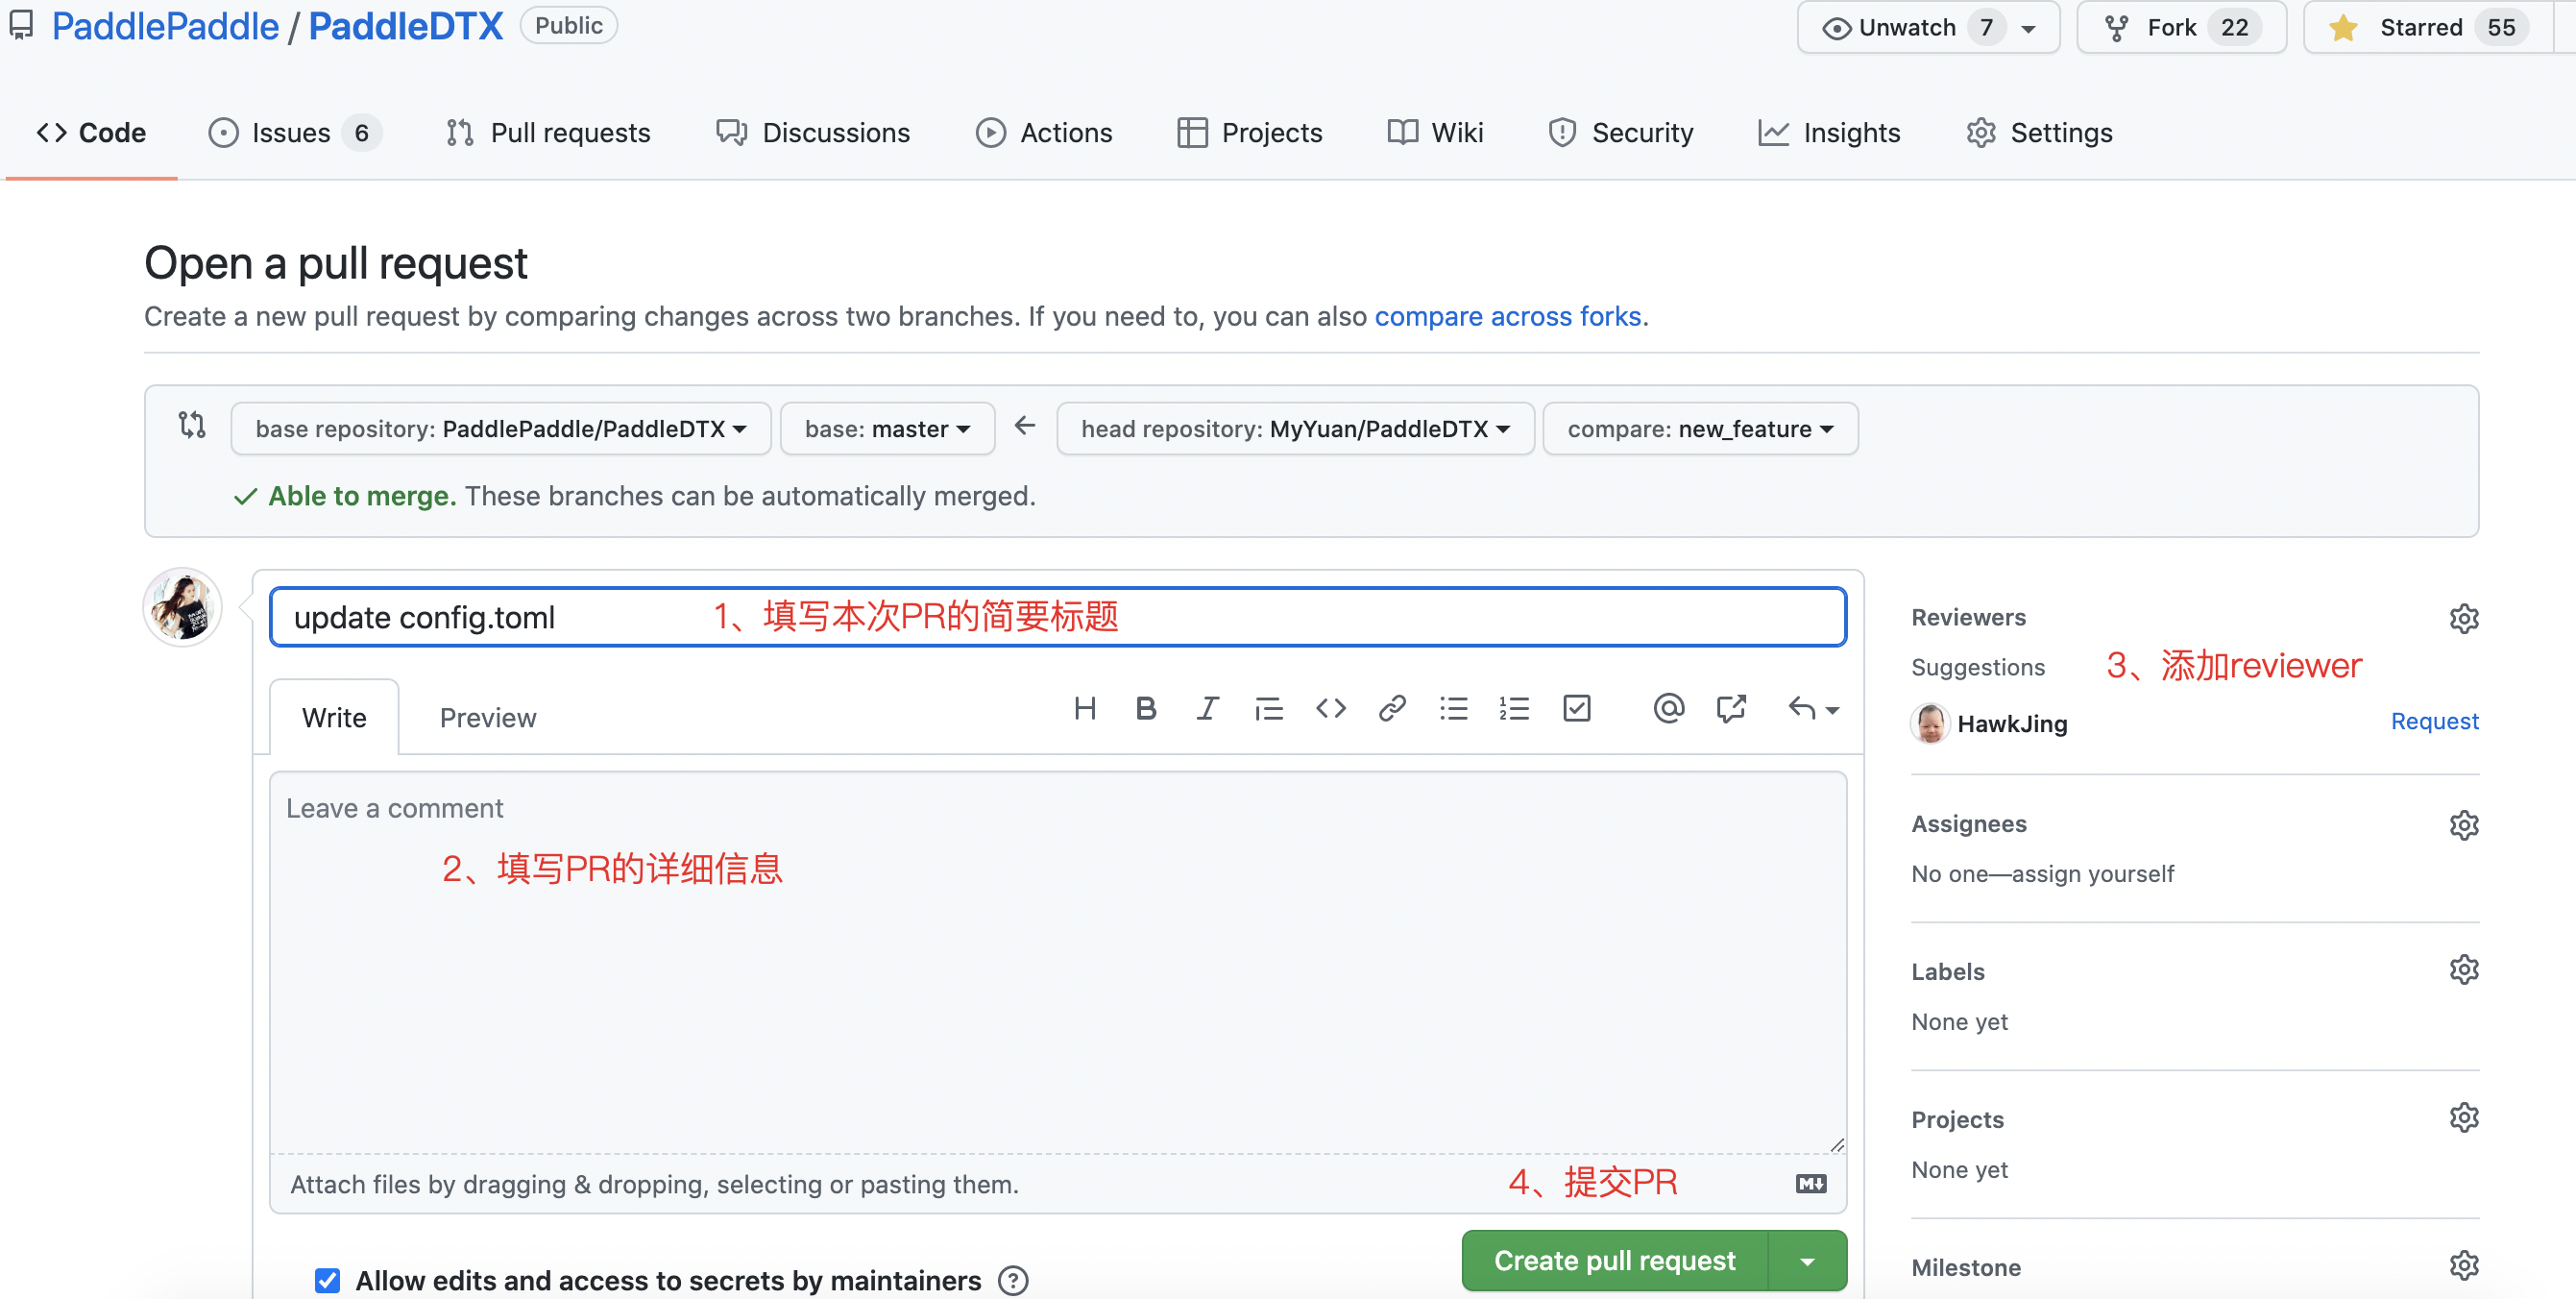 PaddlePaddle / PaddleDTX Public
Unwatch 7 Fork 22 Starred 55
Code Issues 6 Pull requests Discussions Actions Projects Wiki Security Insights Settings
Open a pull request
Create a new pull request by comparing changes across two branches. If you need to, you can also compare across forks.
base repository: PaddlePaddle/PaddleDTX base: master ← head repository: MyYuan/PaddleDTX compare: new_feature
Able to merge. These branches can be automatically merged.
update config.toml 1、填写本次PR的简要标题
Write Preview
Leave a comment
2、填写PR的详细信息
Attach files by dragging & dropping, selecting or pasting them.
4、提交PR
Create pull request
Allow edits and access to secrets by maintainers
Reviewers
Suggestions 3、添加reviewer
HawkJing Request
Assignees
No one—assign yourself
Labels
None yet
Projects
None yet
Milestone